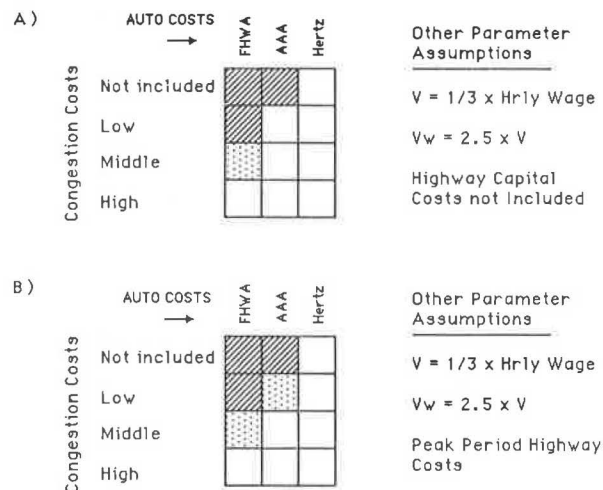 A)
AUTO COSTS
FHWA
AAA
Hertz
Congestion Costs
Not included
Low
Middle
High
Other Parameter
Assumptions
V = 1/3 x Hrly Wage
Vw = 2.5 x V
Highway Capital
Costs not Included
B)
AUTO COSTS
FHWA
AAA
Hertz
Congestion Costs
Not included
Low
Middle
High
Other Parameter
Assumptions
V = 1/3 x Hrly Wage
Vw = 2.5 x V
Peak Period Highway
Costs